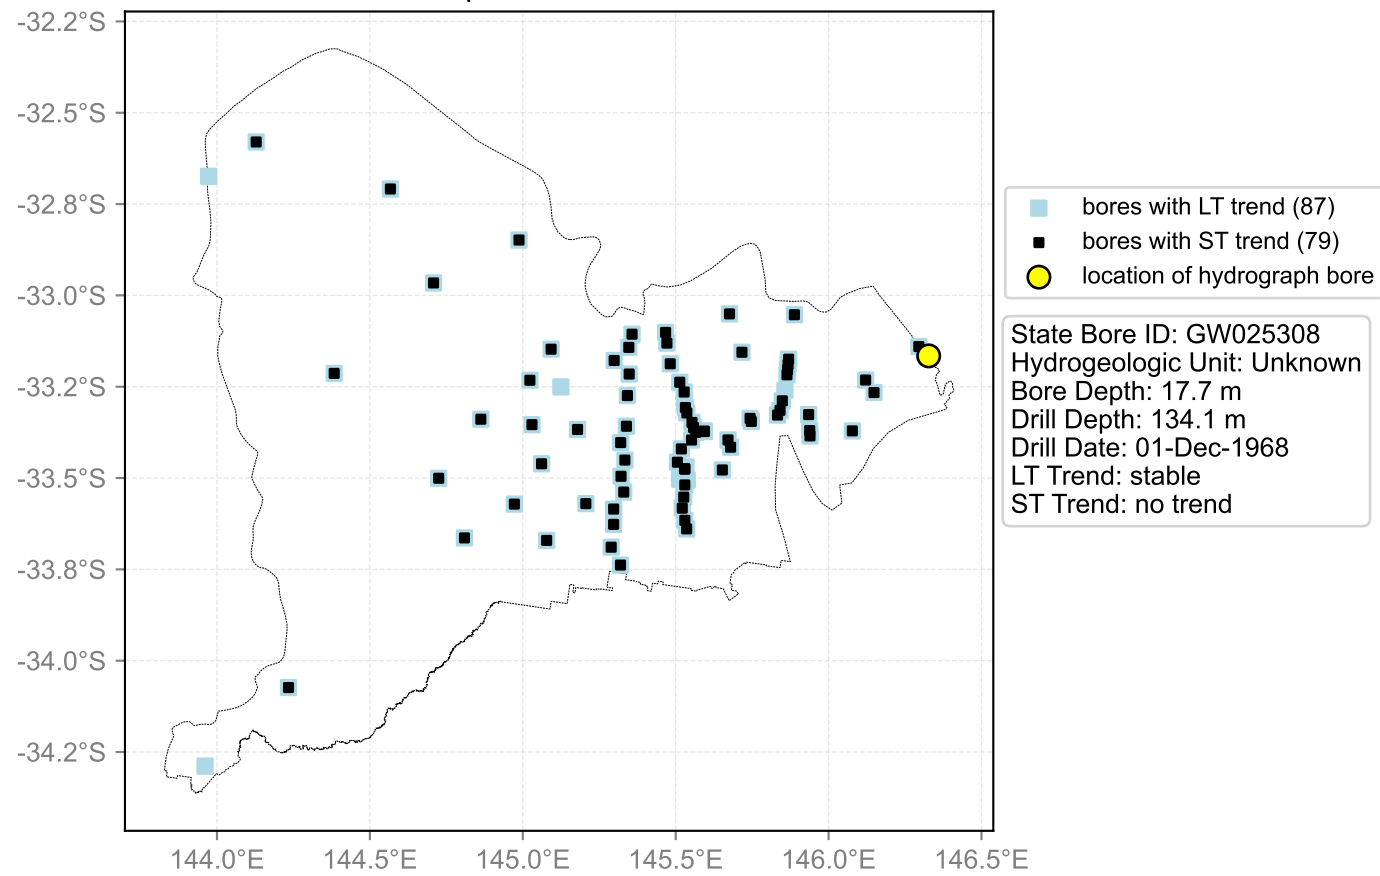 -32.2°S
-32.5°S
-32.8°S
-33.0°S
-33.2°S
-33.5°S
-33.8°S
-34.0°S
-34.2°S
144.0°E
144.5°E
145.0°E
145.5°E
146.0°E
146.5°E
bores with LT trend (87)
bores with ST trend (79)
location of hydrograph bore
State Bore ID: GW025308
Hydrogeologic Unit: Unknown
Bore Depth: 17.7 m
Drill Depth: 134.1 m
Drill Date: 01-Dec-1968
LT Trend: stable
ST Trend: no trend